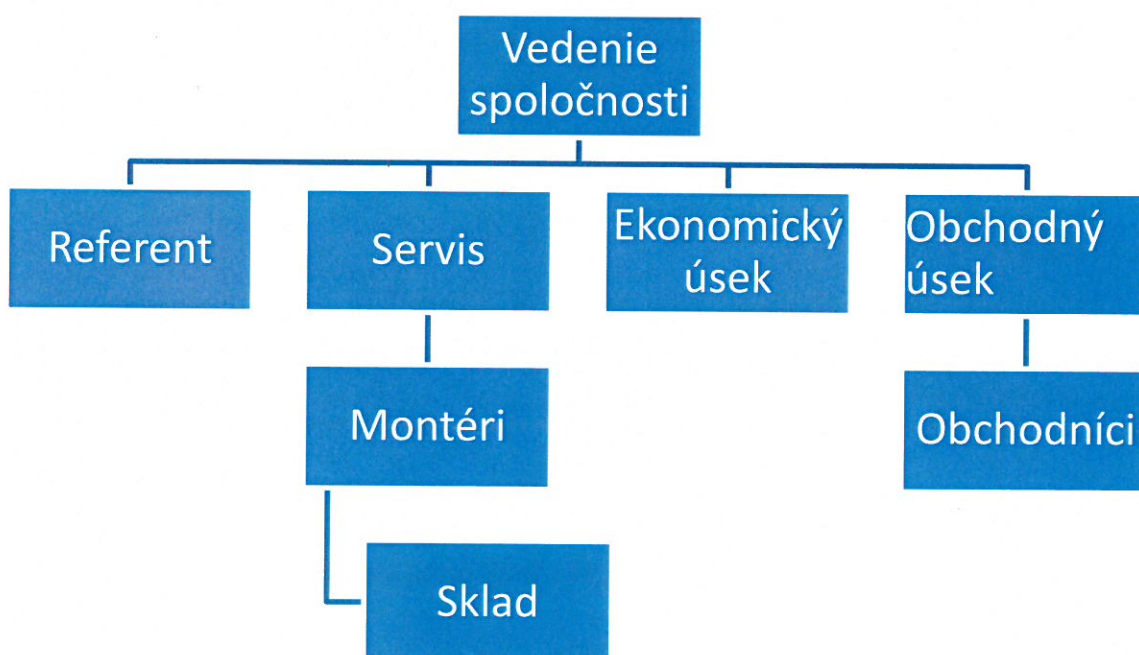 Vedenie
spoločnosti
Referent
Servis
Ekonomický
úsek
Obchodný
úsek
Montéri
Obchodníci
Sklad